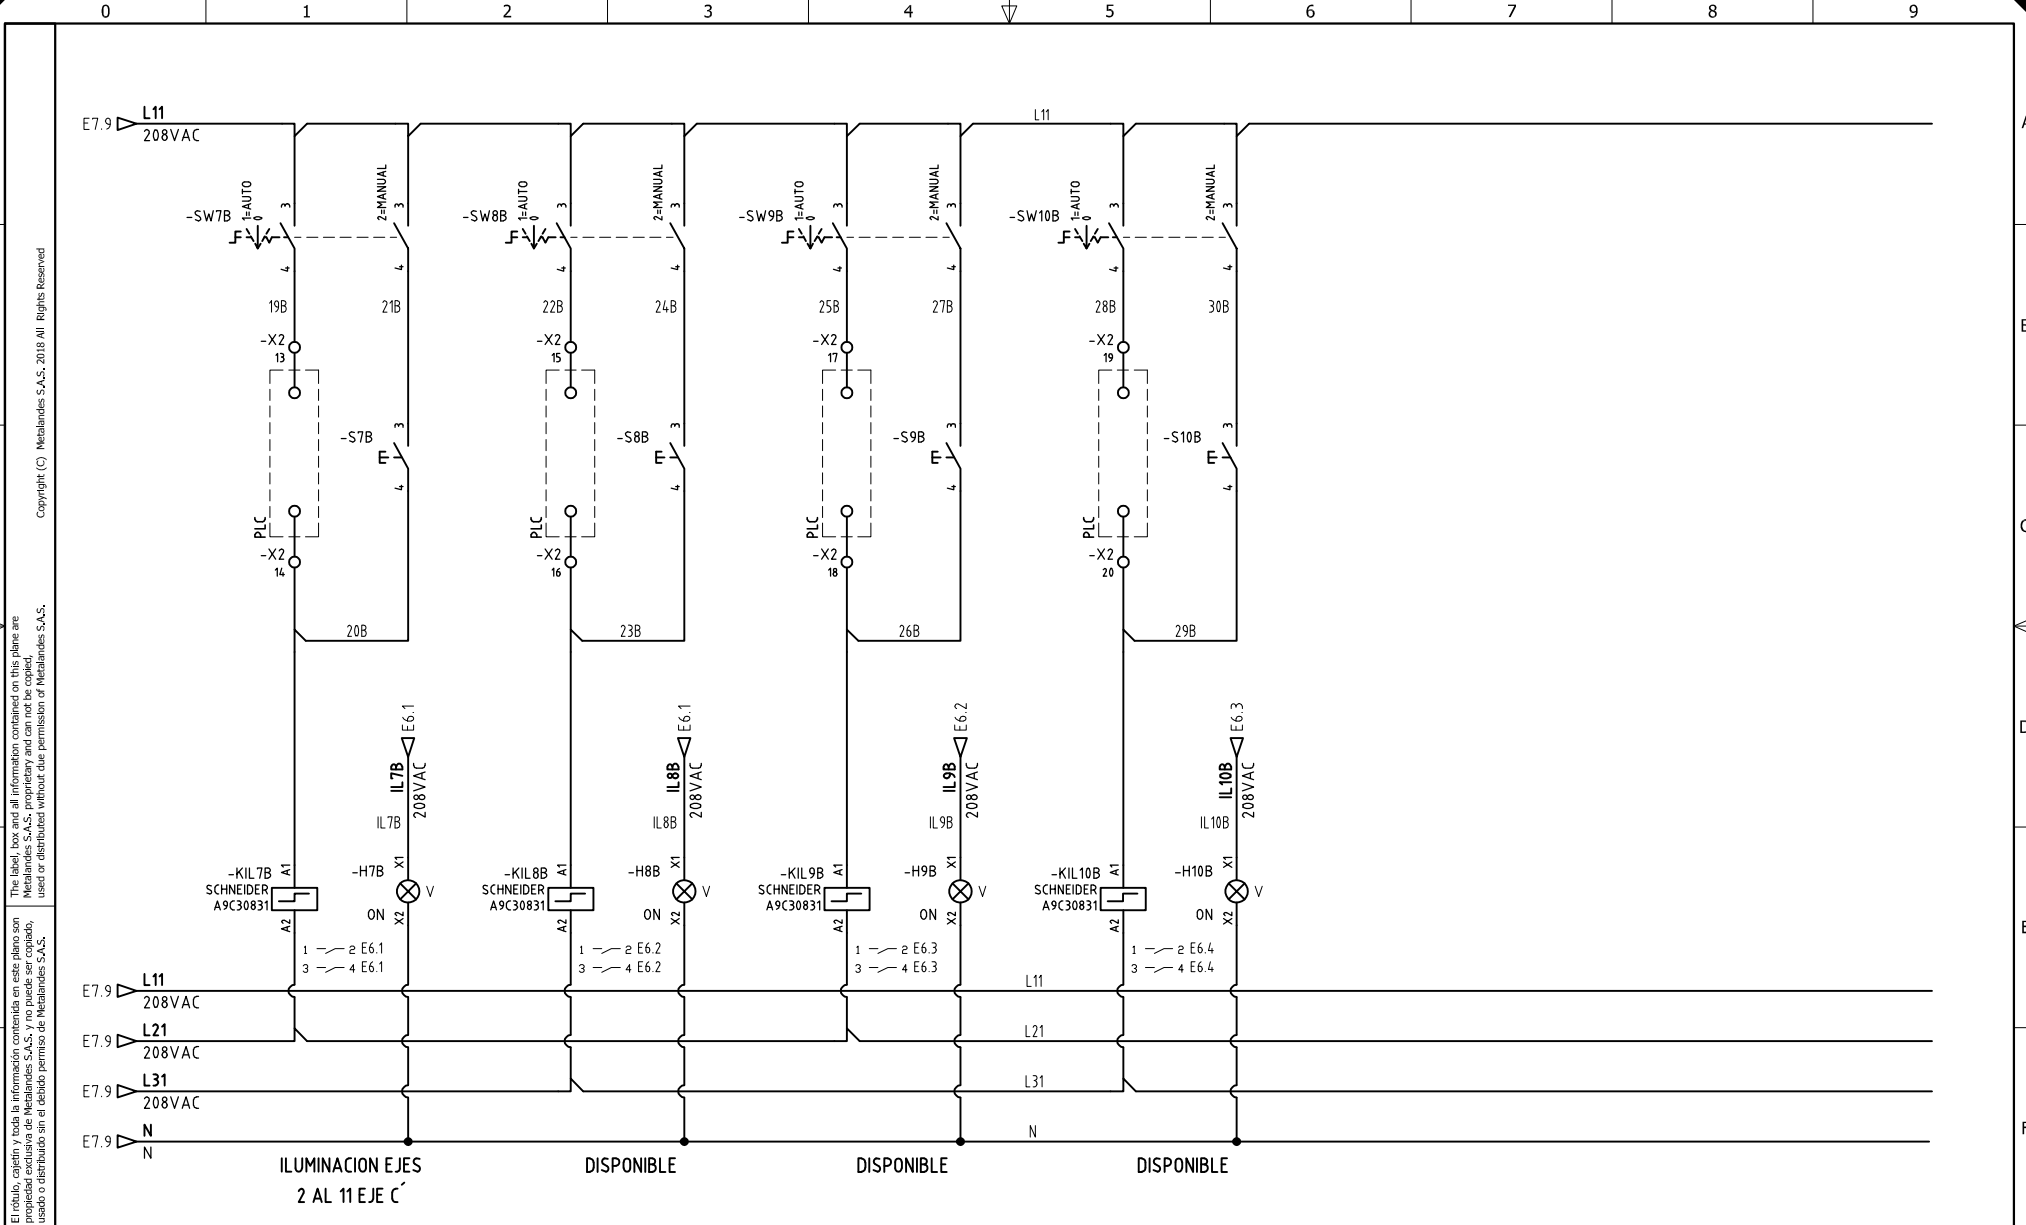 0 1 2 3 4 5 6 7 8 9
E7.9 L11 L11
208VAC
1=AUTO 0 2=MANUAL 1=AUTO 0 2=MANUAL 1=AUTO 0 2=MANUAL 1=AUTO 0 2=MANUAL
3 3 3 3 3 3 3 3
-SW7B -SW8B -SW9B -SW10B
4 4 4 4 4 4 4 4
19B 21B 22B 24B 25B 27B 28B 30B
-X2 -X2 -X2 -X2
13 15 17 19
3 3 3 3
-S7B -S8B -S9B -S10B
4 4 4 4
PLC PLC PLC PLC
-X2 -X2 -X2 -X2
14 16 18 20
20B 23B 26B 29B
E6.1 E6.1 E6.2 E6.3
IL7B 208VAC IL8B 208VAC IL9B 208VAC IL10B 208VAC
IL7B IL8B IL9B IL10B
-KIL7B A1 -H7B X1 -KIL8B A1 -H8B X1 -KIL9B A1 -H9B X1 -KIL10B A1 -H10B X1
SCHNEIDER V SCHNEIDER V SCHNEIDER V SCHNEIDER V
A9C30831 A9C30831 A9C30831 A9C30831
A2 ON X2 A2 ON X2 A2 ON X2 A2 ON X2
1 2 E6.1 1 2 E6.2 1 2 E6.3 1 2 E6.4
3 4 E6.1 3 4 E6.2 3 4 E6.3 3 4 E6.4
E7.9 L11 L11
208VAC
E7.9 L21 L21
208VAC
E7.9 L31 L31
208VAC
E7.9 N N
N
ILUMINACION EJES DISPONIBLE DISPONIBLE DISPONIBLE
2 AL 11 EJE C´
Copyright (C) Metalandes S.A.S. 2018 All Rights Reserved
The label, box and all information contained on this plane are
Metalandes S.A.S. proprietary and can not be copied,
used or distributed without due permission of Metalandes S.A.S.
El rótulo, cajetín y toda la información contenida en este plano son
propiedad exclusiva de Metalandes S.A.S. y no puede ser copiado,
usado o distribuido sin el debido permiso de Metalandes S.A.S.